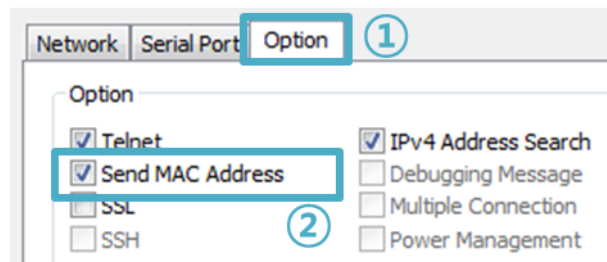 Network Serial Port Option ①
Option
Telnet IPv4 Address Search
Send MAC Address Debugging Message
SSL Multiple Connection
②
SSH Power Management